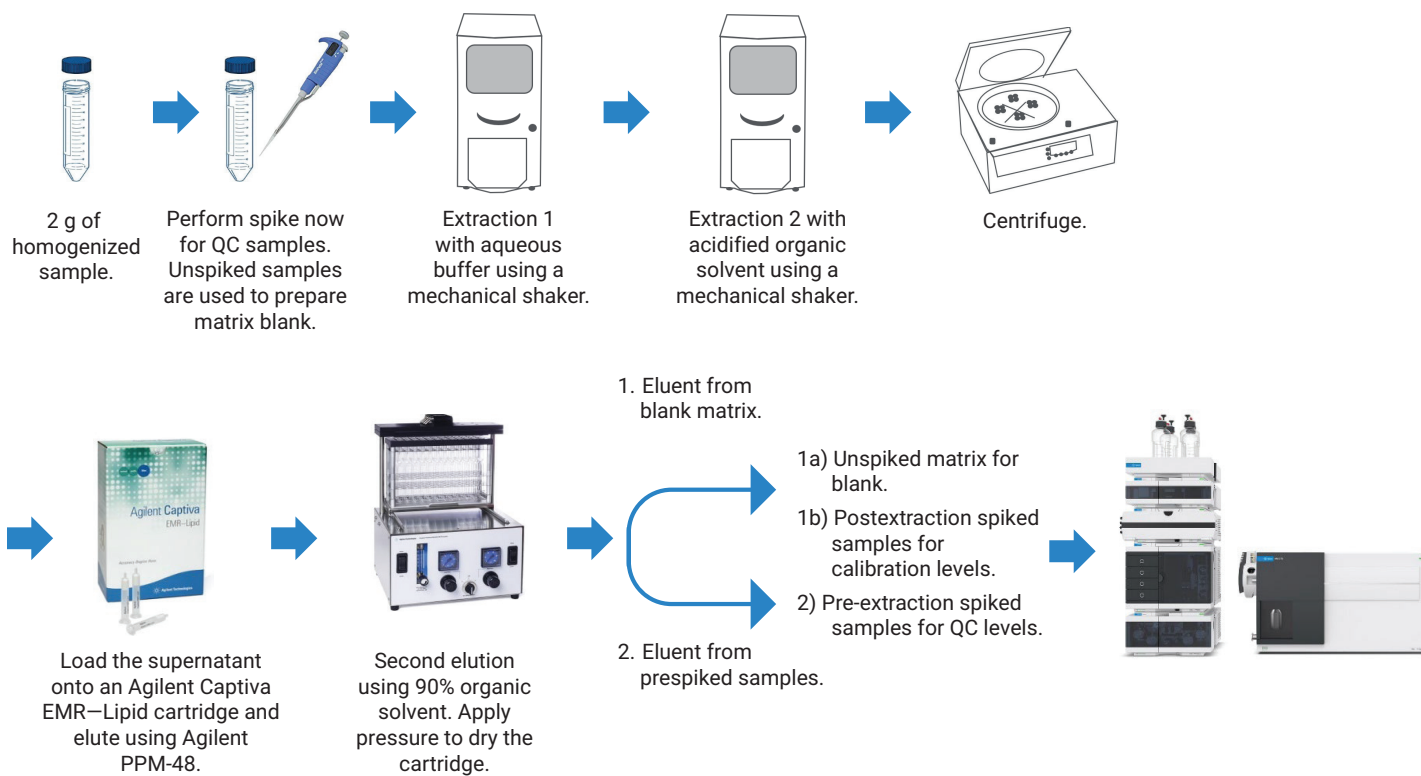 2 g of
homogenized
sample.
Perform spike now
for QC samples.
Unspiked samples
are used to prepare
matrix blank.
Extraction 1
with aqueous
buffer using a
mechanical shaker.
Extraction 2 with
acidified organic
solvent using a
mechanical shaker.
Centrifuge.
Agilent Captiva
EMR–Lipid
Agilent Technologies
Load the supernatant
onto an Agilent Captiva
EMR—Lipid cartridge and
elute using Agilent
PPM-48.
Second elution
using 90% organic
solvent. Apply
pressure to dry the
cartridge.
1. Eluent from
blank matrix.
1a) Unspiked matrix for
blank.
1b) Postextraction spiked
samples for
calibration levels.
2) Pre-extraction spiked
samples for QC levels.
2. Eluent from
prespiked samples.